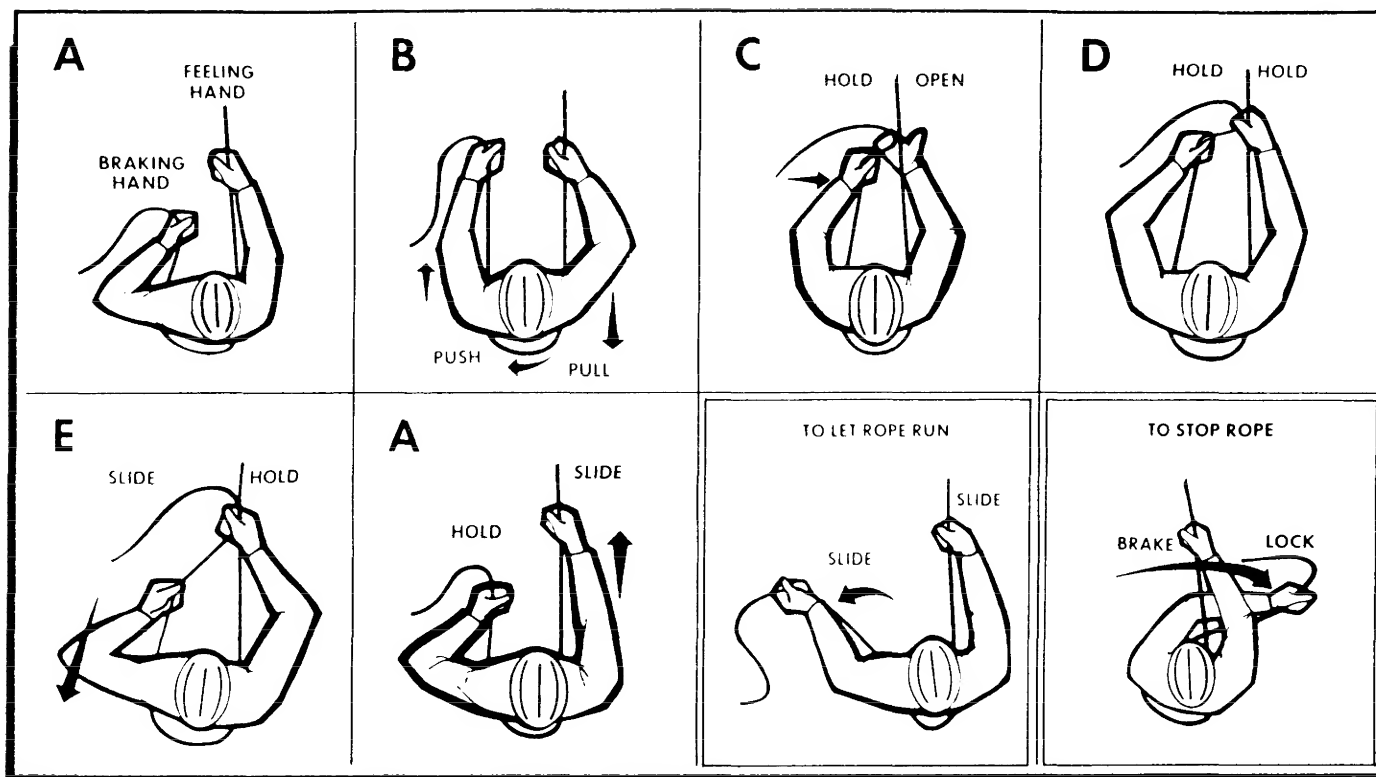 A
FEELING
HAND
BRAKING
HAND
B
PUSH
PULL
C
HOLD OPEN
D
HOLD HOLD
E
SLIDE HOLD
A
SLIDE
HOLD
TO LET ROPE RUN
SLIDE
SLIDE
TO STOP ROPE
BRAKE LOCK